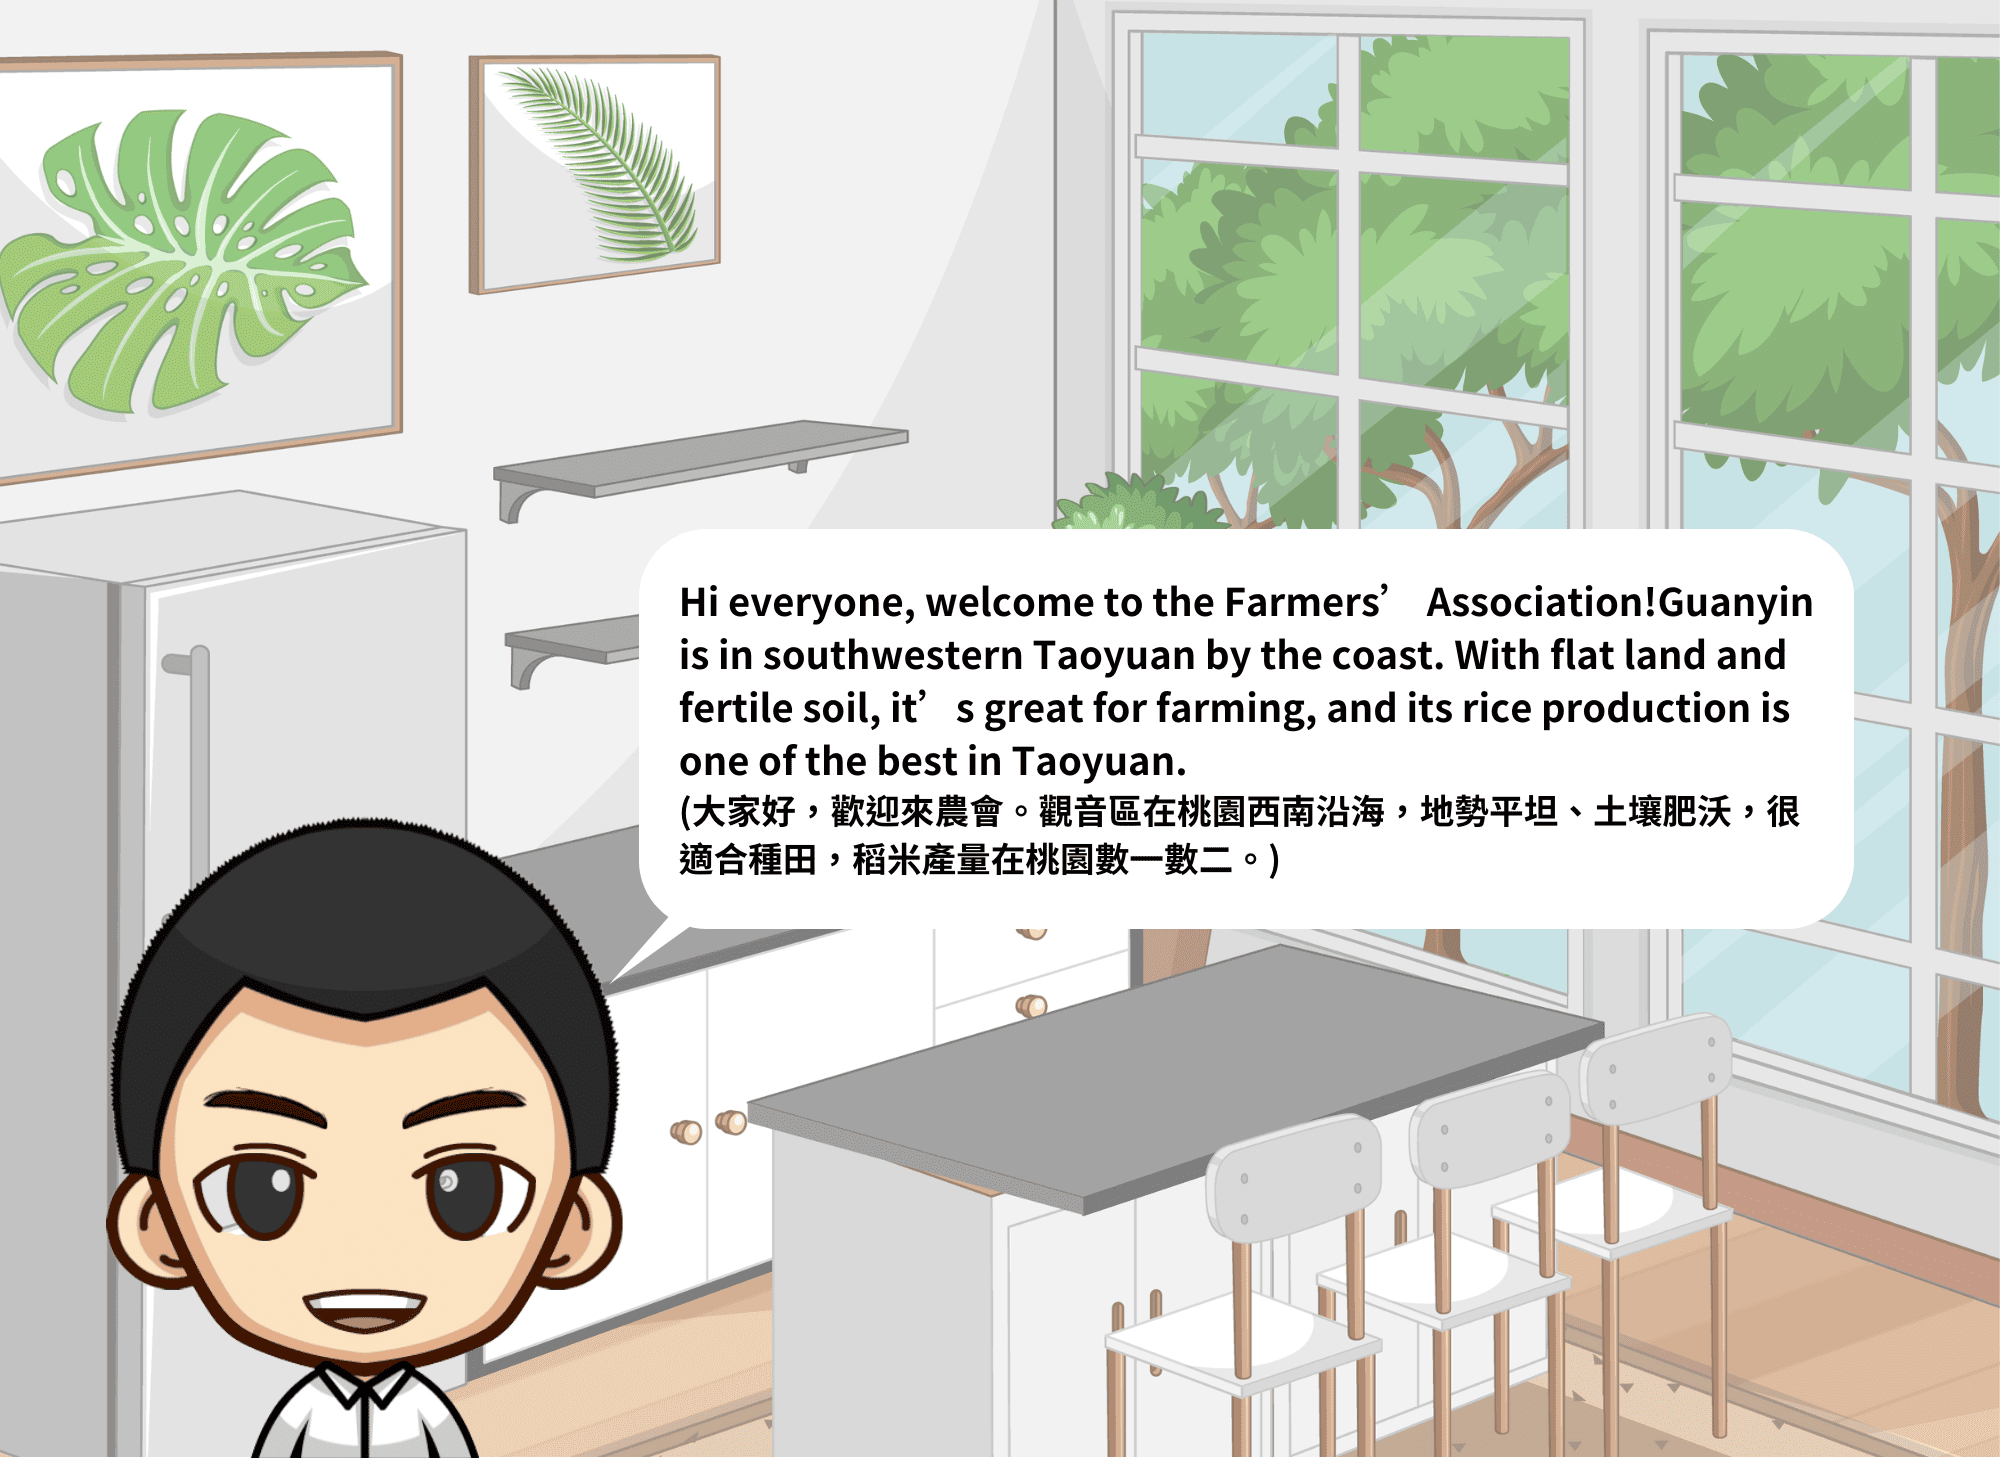 Hi everyone, welcome to the Farmers’ Association!Guanyin
is in southwestern Taoyuan by the coast. With flat land and
fertile soil, it’s great for farming, and its rice production is
one of the best in Taoyuan.
(大家好，歡迎來農會。觀音區在桃園西南沿海，地勢平坦、土壤肥沃，很
適合種田，稻米產量在桃園數一數二。)